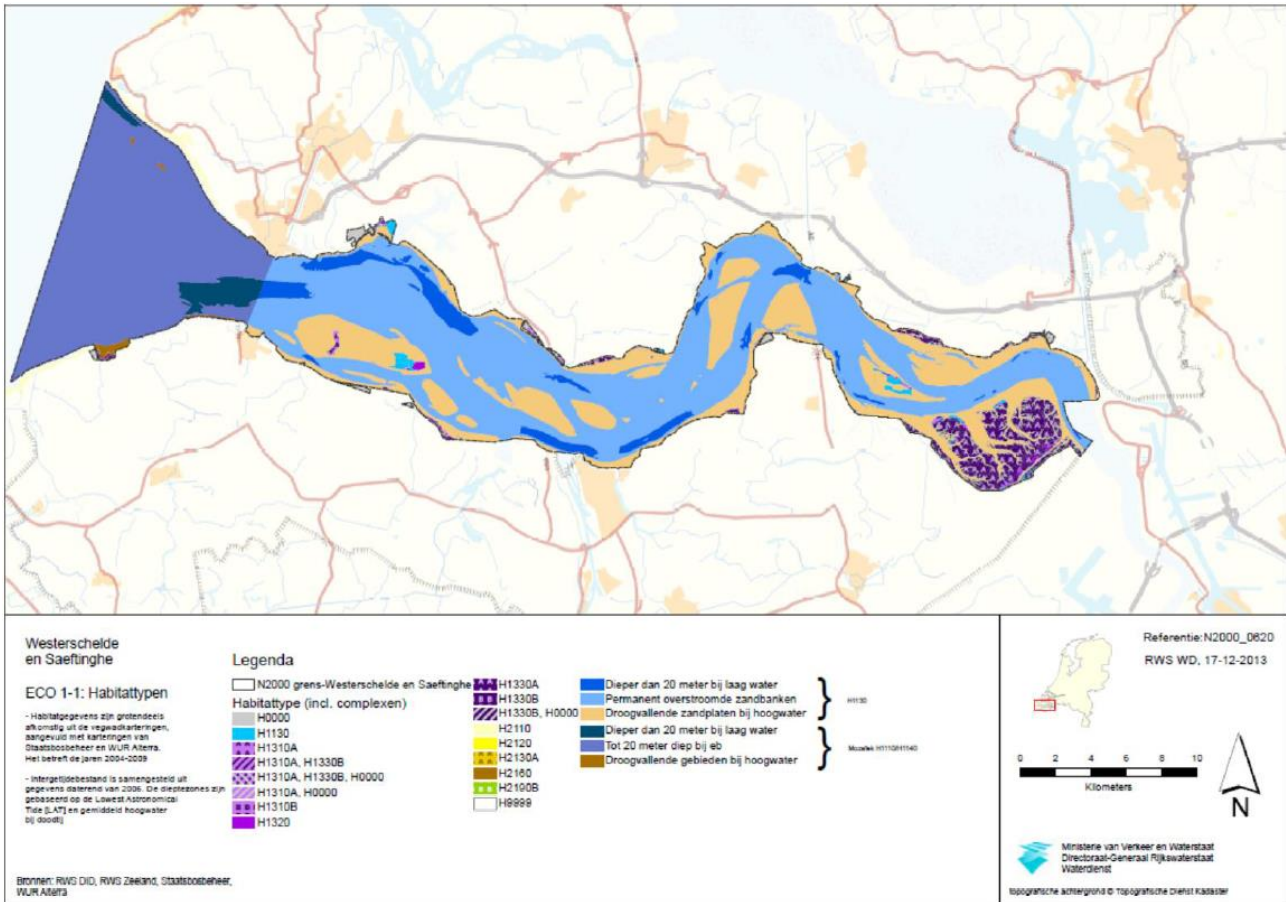 Westerschelde
en Saeftinghe
ECO 1-1: Habitattypen
- Habitatgegevens zijn grotendeels
afkomstig uit de vegwadkarteringen,
aangevuld met karteringen van
Staatsbosbeheer en WUR Alterra.
Het betreft de jaren 2004-2009
- Intergetijdebestand is samengesteld uit
gegevens daterend van 2006. De dieptezones zijn
gebaseerd op de Lowest Astronomical
Tide [LAT] en gemiddeld hoogwater
bij doodtij
Bronnen: RWS DID, RWS Zeeland, Staatsbosbeheer,
WUR Alterra
Legenda
N2000 grens-Westerschelde en Saeftinghe
Habitattype (incl. complexen)
H0000
H1130
H1310A
H1310A, H1330B
H1310A, H1330B, H0000
H1310A, H0000
H1310B
H1320
H1330A
H1330B
H1330B, H0000
H2110
H2120
H2130A
H2160
H2190B
H9999
Dieper dan 20 meter bij laag water
Permanent overstroomde zandbanken
Droogvallende zandplaten bij hoogwater
H1130
Dieper dan 20 meter bij laag water
Tot 20 meter diep bij eb
Droogvallende gebieden bij hoogwater
Mozaiek H1110/H1140
Referentie:N2000_0620
RWS WD, 17-12-2013
0 2 4 6 8 10
Kilometers
N
Ministerie van Verkeer en Waterstaat
Directoraat-Generaal Rijkswaterstaat
Waterdienst
topografische achtergrond © Topografische Dienst Kadaster